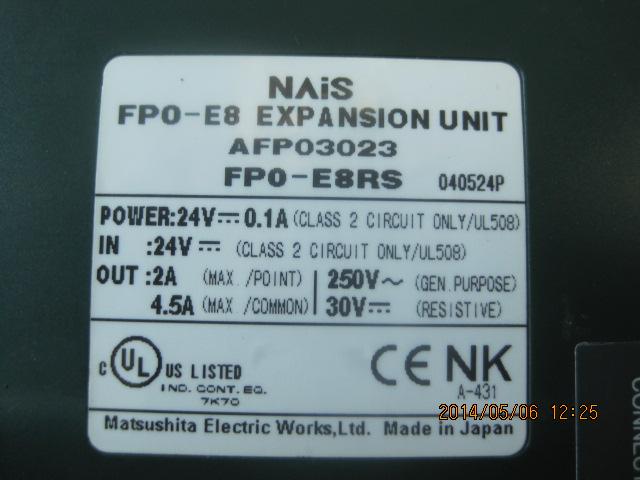 NAiS
FP0-E8 EXPANSION UNIT
AFP03023
FP0-E8RS 040524P
POWER:24V⎓0.1A (CLASS 2 CIRCUIT ONLY/UL508)
IN :24V⎓ (CLASS 2 CIRCUIT ONLY/UL508)
OUT :2A (MAX./POINT) 250V∼ (GEN.PURPOSE)
4.5A (MAX/COMMON) 30V⎓ (RESISTIVE)
c UL US LISTED
IND. CONT. EQ.
7K70
CE NK
A-431
2014/05/06 12:25
Matsushita Electric Works,Ltd. Made in Japan